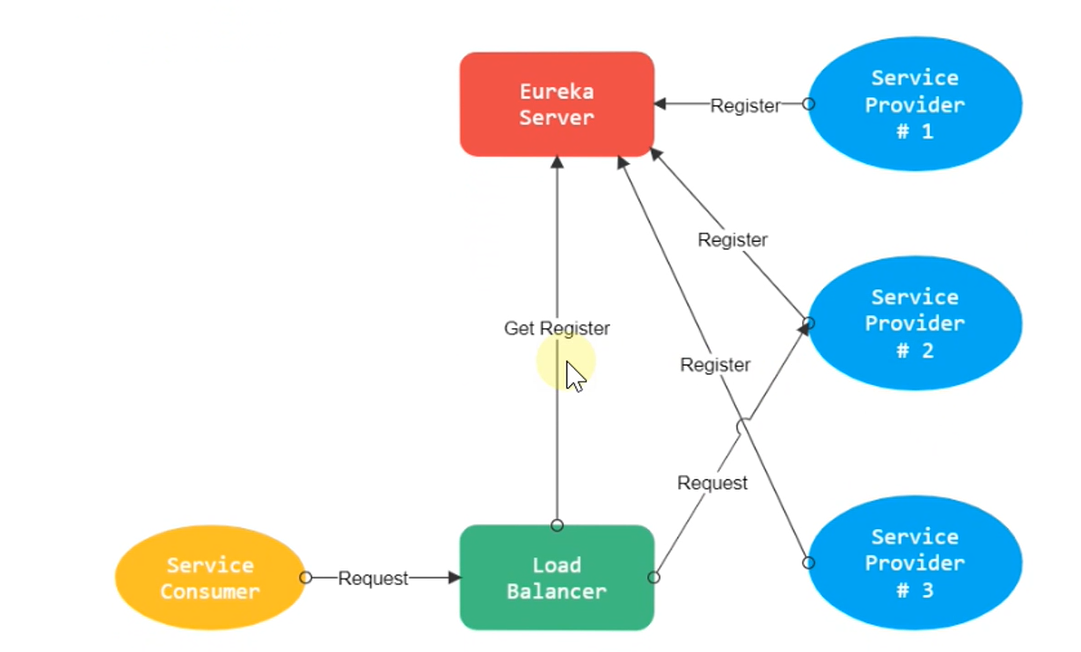 Eureka
Server
Register
Service
Provider
# 1
Register
Service
Provider
# 2
Get Register
Register
Request
Service
Consumer
Request
Load
Balancer
Service
Provider
# 3